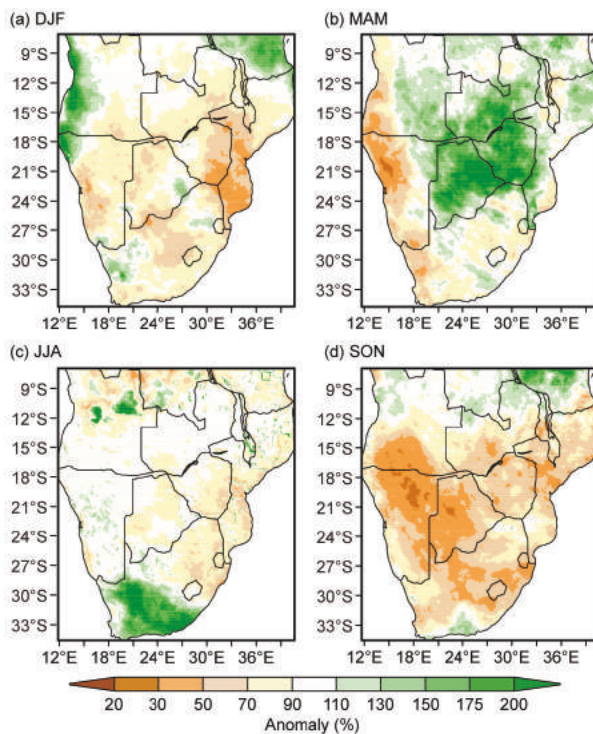 (a) DJF
(b) MAM
9°S
12°S
15°S
18°S
21°S
24°S
27°S
30°S
33°S
12°E 18°E 24°E 30°E 36°E
9°S
12°S
15°S
18°S
21°S
24°S
27°S
30°S
33°S
12°E 18°E 24°E 30°E 36°E
(c) JJA
(d) SON
9°S
12°S
15°S
18°S
21°S
24°S
27°S
30°S
33°S
12°E 18°E 24°E 30°E 36°E
9°S
12°S
15°S
18°S
21°S
24°S
27°S
30°S
33°S
12°E 18°E 24°E 30°E 36°E
20 30 50 70 90 110 130 150 175 200
Anomaly (%)